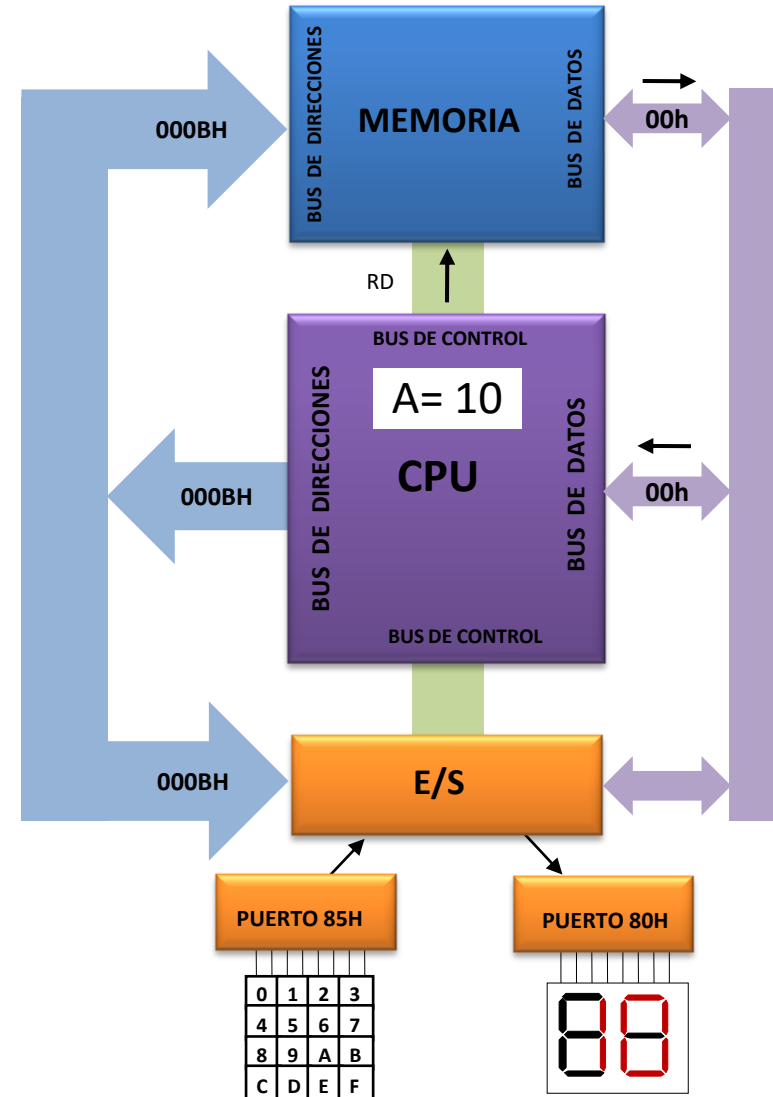 000BH
BUS DE DIRECCIONES
MEMORIA
BUS DE DATOS
00h
RD
BUS DE CONTROL
A= 10
000BH
BUS DE DIRECCIONES
CPU
BUS DE DATOS
00h
BUS DE CONTROL
000BH
E/S
PUERTO 85H
PUERTO 80H
0 1 2 3
4 5 6 7
8 9 A B
C D E F
10